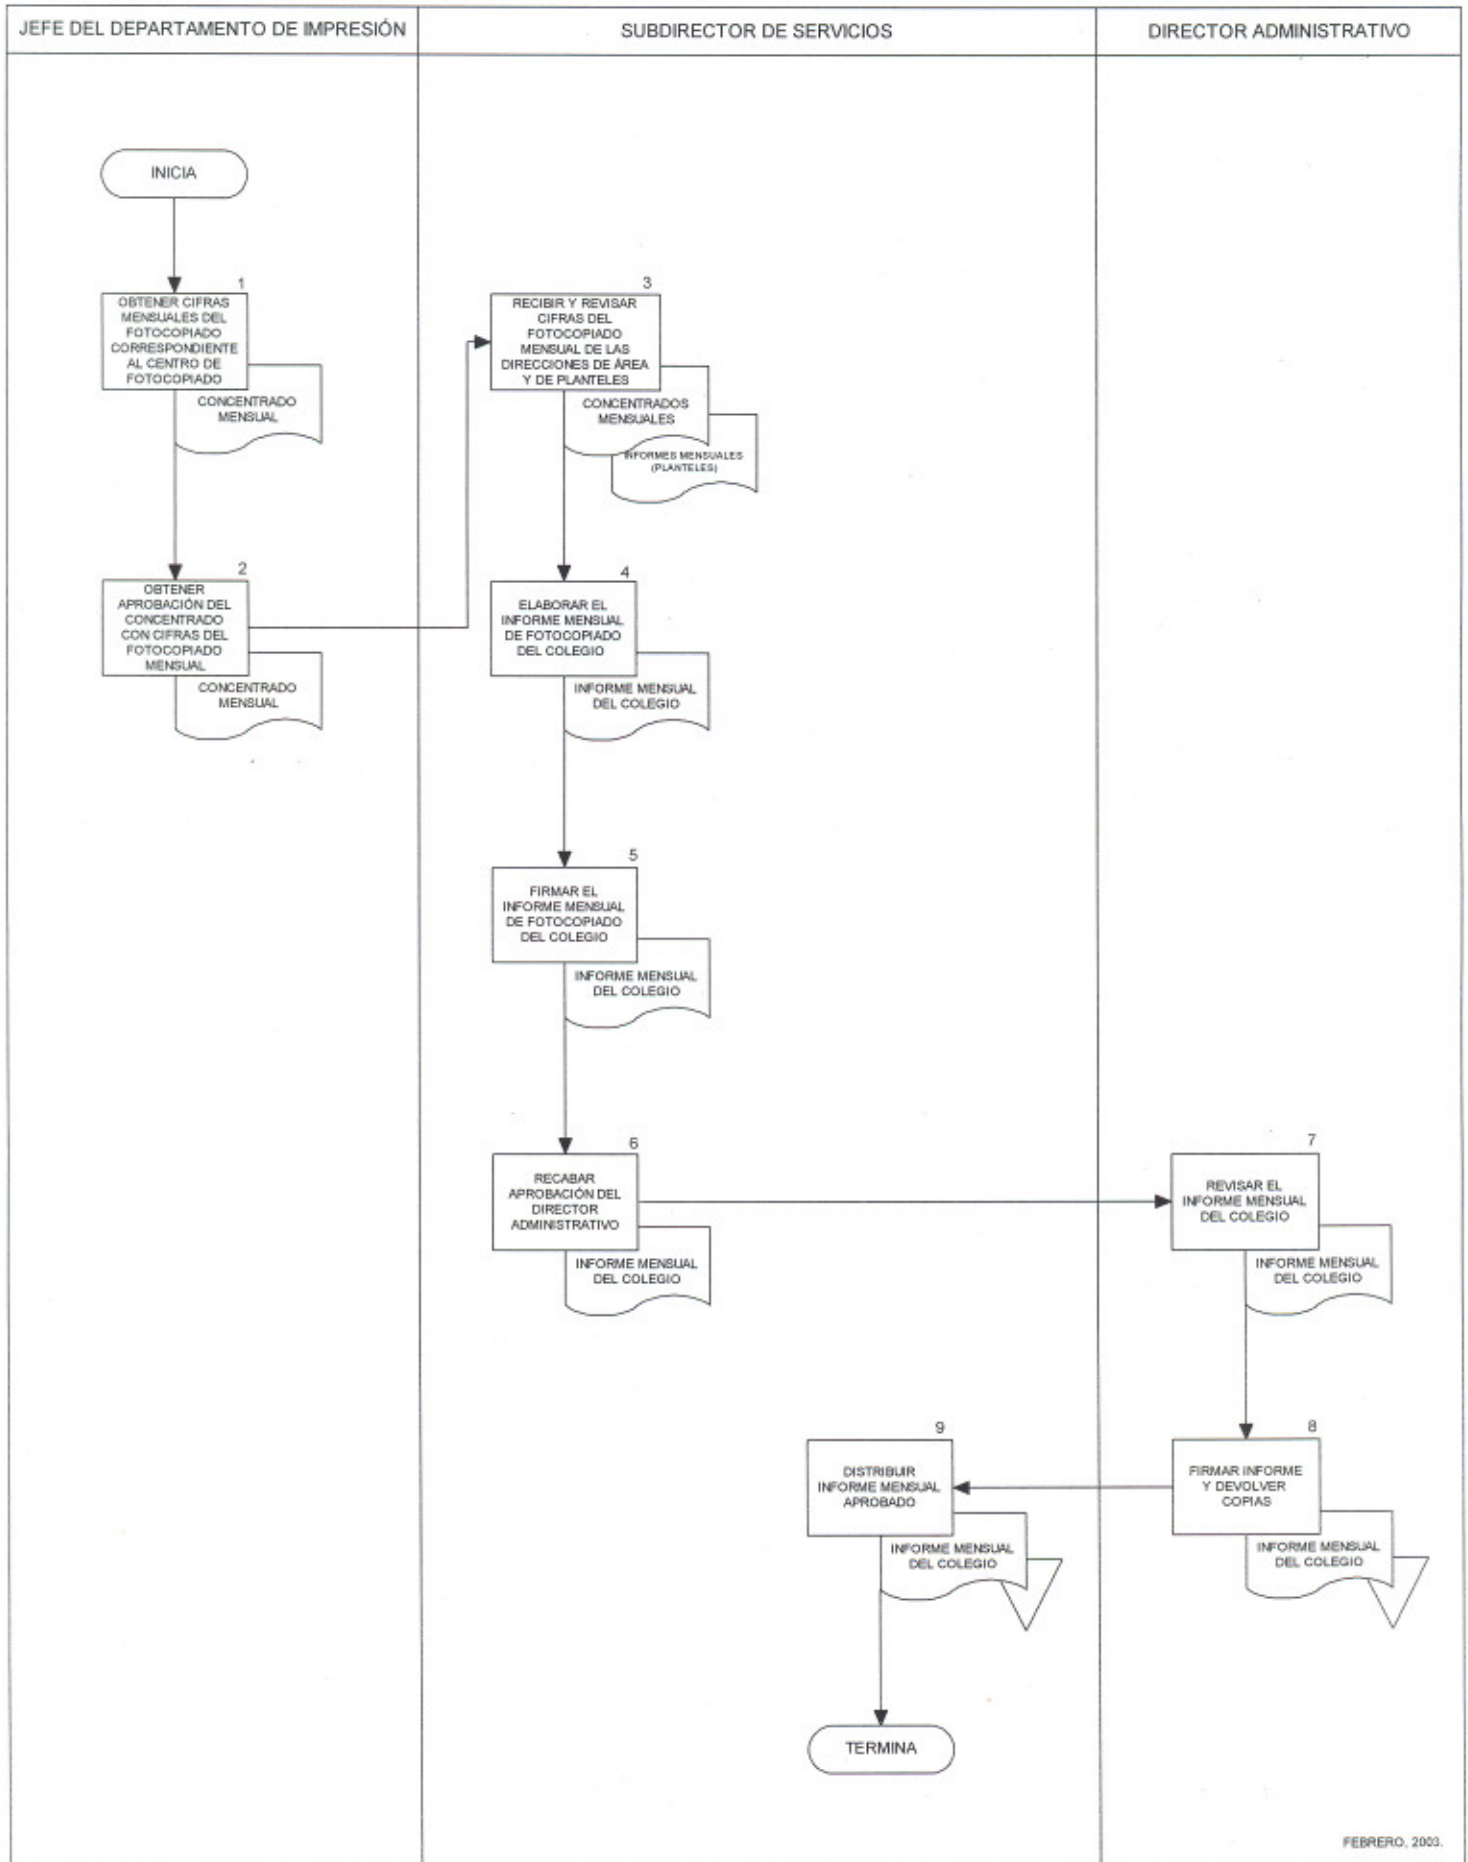 JEFE DEL DEPARTAMENTO DE IMPRESIÓN
SUBDIRECTOR DE SERVICIOS
DIRECTOR ADMINISTRATIVO
INICIA
1
OBTENER CIFRAS
MENSUALES DEL
FOTOCOPIADO
CORRESPONDIENTE
AL CENTRO DE
FOTOCOPIADO
CONCENTRADO
MENSUAL
2
OBTENER
APROBACIÓN DEL
CONCENTRADO
CON CIFRAS DEL
FOTOCOPIADO
MENSUAL
CONCENTRADO
MENSUAL
3
RECIBIR Y REVISAR
CIFRAS DEL
FOTOCOPIADO
MENSUAL DE LAS
DIRECCIONES DE ÁREA
Y DE PLANTELES
CONCENTRADOS
MENSUALES
INFORMES MENSUALES
(PLANTELES)
4
ELABORAR EL
INFORME MENSUAL
DE FOTOCOPIADO
DEL COLEGIO
INFORME MENSUAL
DEL COLEGIO
5
FIRMAR EL
INFORME MENSUAL
DE FOTOCOPIADO
DEL COLEGIO
INFORME MENSUAL
DEL COLEGIO
6
RECABAR
APROBACIÓN DEL
DIRECTOR
ADMINISTRATIVO
INFORME MENSUAL
DEL COLEGIO
7
REVISAR EL
INFORME MENSUAL
DEL COLEGIO
INFORME MENSUAL
DEL COLEGIO
8
FIRMAR INFORME
Y DEVOLVER
COPIAS
INFORME MENSUAL
DEL COLEGIO
9
DISTRIBUIR
INFORME MENSUAL
APROBADO
INFORME MENSUAL
DEL COLEGIO
TERMINA
FEBRERO, 2003.